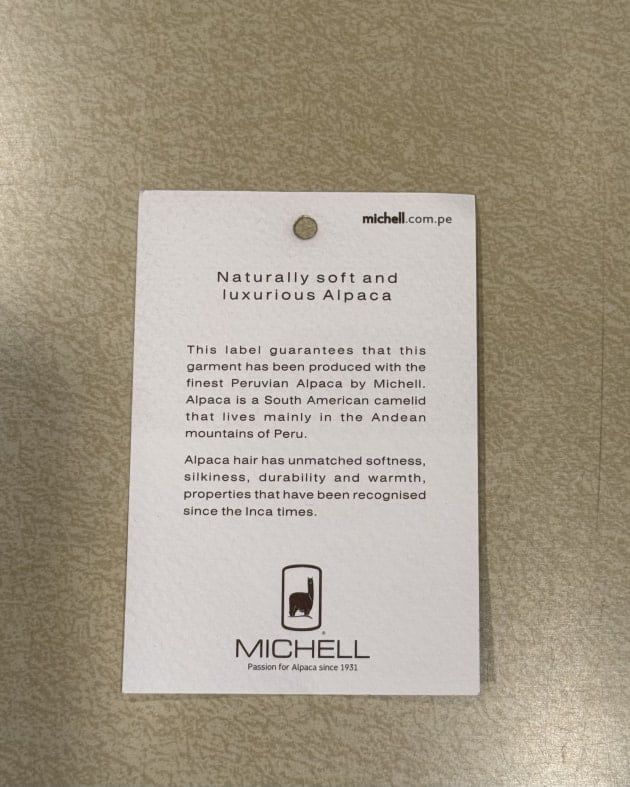 michell.com.pe
Naturally soft and
luxurious Alpaca
This label guarantees that this
garment has been produced with the
finest Peruvian Alpaca by Michell.
Alpaca is a South American camelid
that lives mainly in the Andean
mountains of Peru.
Alpaca hair has unmatched softness,
silkiness, durability and warmth,
properties that have been recognised
since the Inca times.
MICHELL®
Passion for Alpaca since 1931